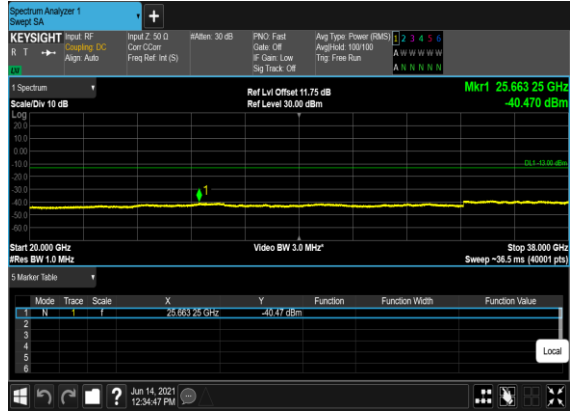 Spectrum Analyzer 1
Swept SA
+
KEYSIGHT Input: RF Input Z: 50 Ω #Atten: 30 dB PNO: Fast Avg Type: Power (RMS) 1 2 3 4 5 6
R T Coupling: DC Corr CCorr Gate: Off Avg|Hold: 100/100 A W W W W W
Align: Auto Freq Ref: Int (S) IF Gain: Low Trig: Free Run
LW Sig Track: Off A N N N N N
1 Spectrum Ref Lvl Offset 11.75 dB Mkr1 25.663 25 GHz
Scale/Div 10 dB Ref Level 30.00 dBm -40.470 dBm
Log
20.0
10.0
0.00
-10.0 DL1 -13.00 dBm
-20.0
-30.0
1
-40.0
-50.0
-60.0
Start 20.000 GHz Video BW 3.0 MHz* Stop 38.000 GHz
#Res BW 1.0 MHz Sweep ~36.5 ms (40001 pts)
5 Marker Table
Mode Trace Scale X Y Function Function Width Function Value
1 N 1 f 25.663 25 GHz -40.47 dBm
2
3
4
5
6
Local
? Jun 14, 2021
12:34:47 PM